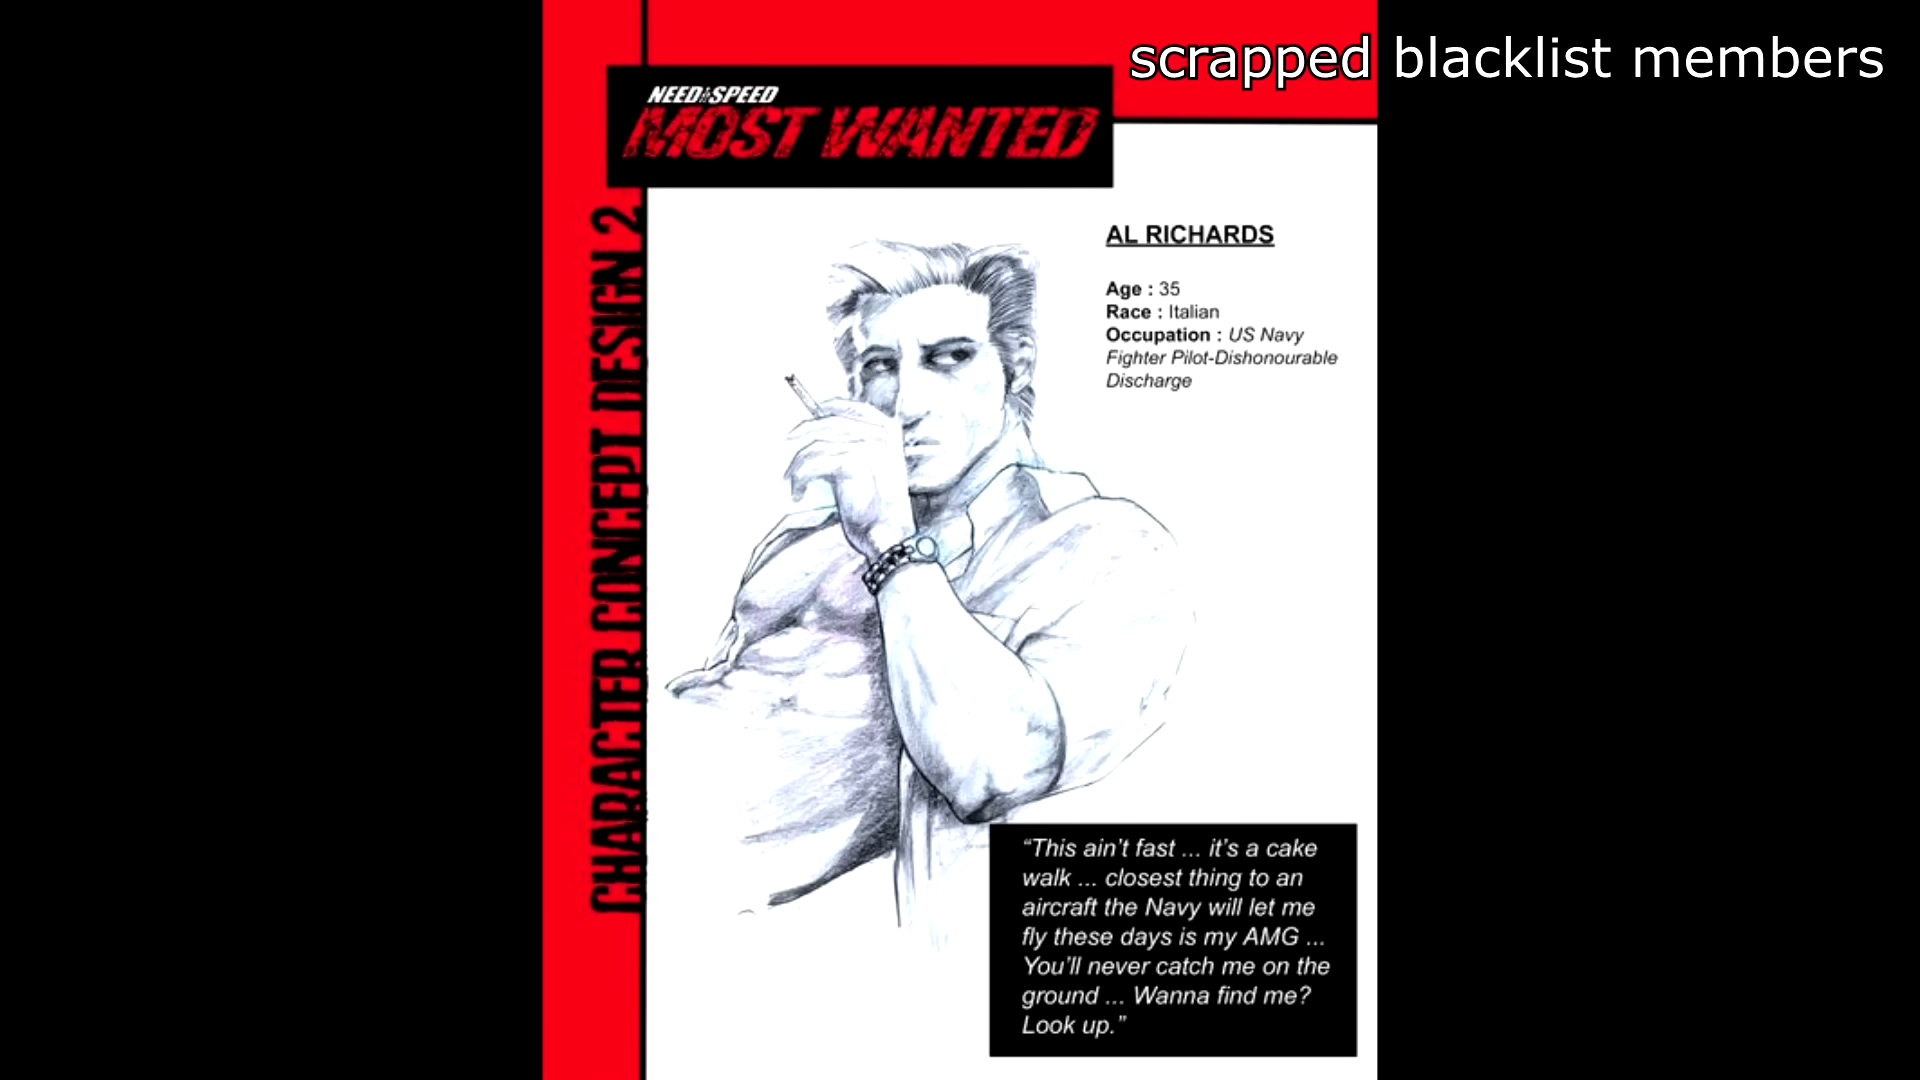 scrapped blacklist members
NEED FOR SPEED
MOST WANTED
CHARACTER CONCEPT DESIGN 2
AL RICHARDS
Age : 35
Race : Italian
Occupation : US Navy
Fighter Pilot-Dishonourable
Discharge
“This ain’t fast ... it’s a cake
walk ... closest thing to an
aircraft the Navy will let me
fly these days is my AMG ...
You’ll never catch me on the
ground ... Wanna find me?
Look up.”